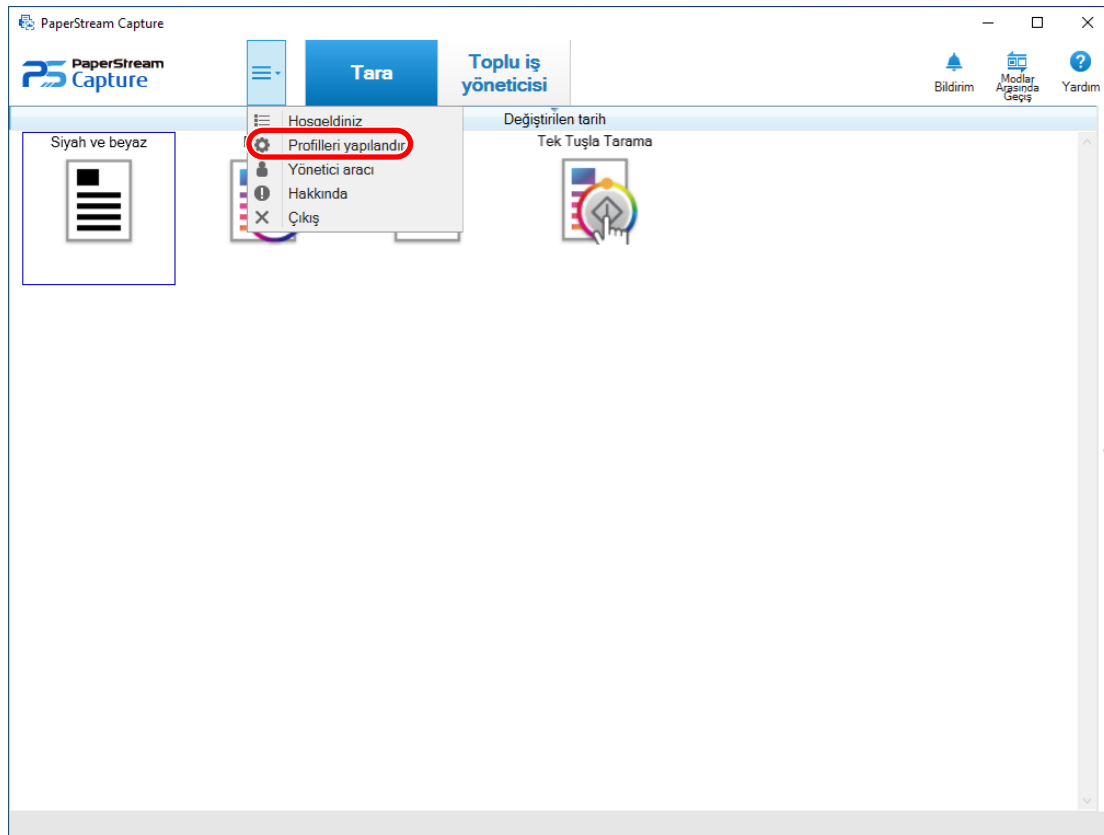 PaperStream Capture
PaperStream
Capture
Tara
Toplu iş
yöneticisi
Bildirim
Modlar
Arasında
Geçiş
Yardım
Hoşgeldiniz
Profilleri yapılandır
Yönetici aracı
Hakkında
Çıkış
Değiştirilen tarih
Siyah ve beyaz
Tek Tuşla Tarama